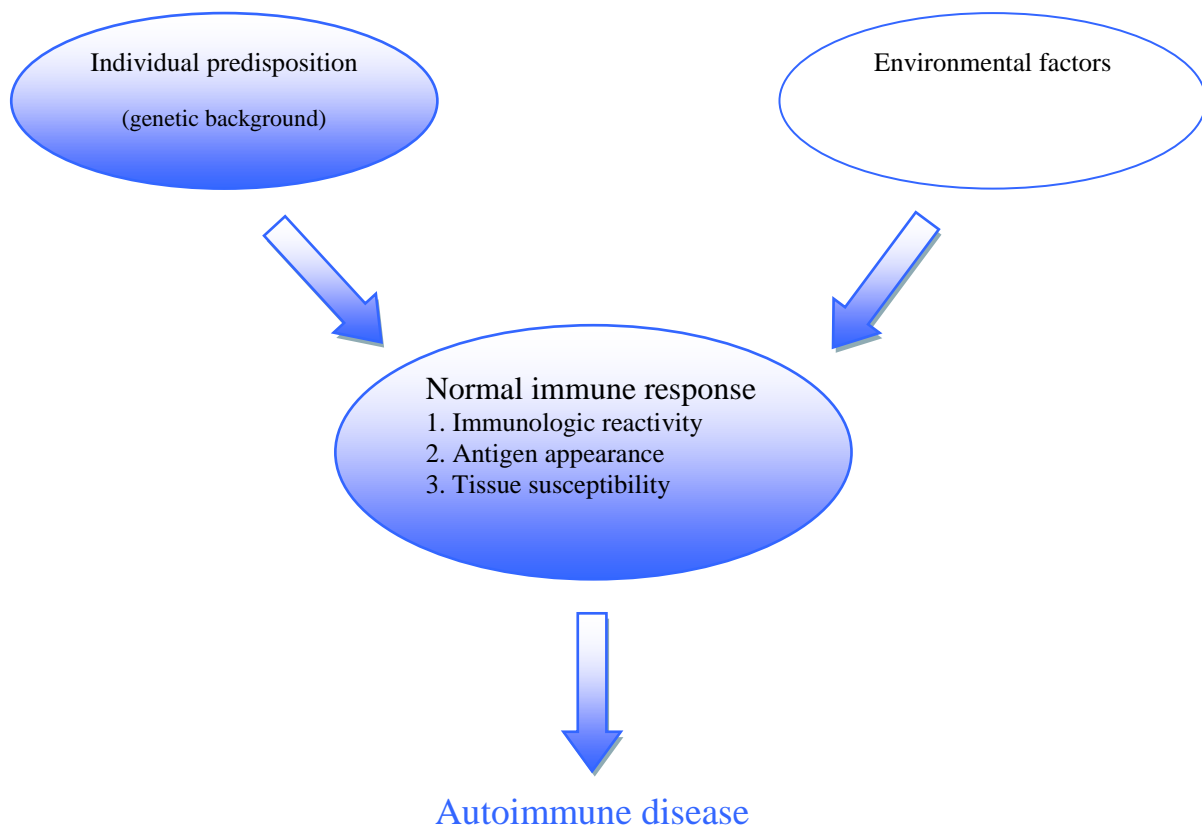 Individual predisposition
(genetic background)
Environmental factors
Normal immune response
1. Immunologic reactivity
2. Antigen appearance
3. Tissue susceptibility
Autoimmune disease